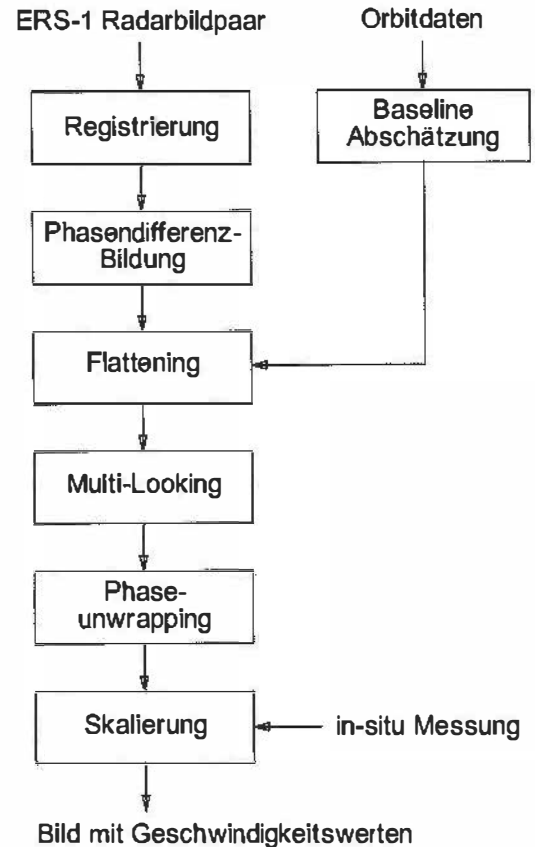 ERS-1 Radarbildpaar
Orbitdaten
Registrierung
Baseline
Abschätzung
Phasendifferenz-
Bildung
Flattening
Multi-Looking
Phase-
unwrapping
Skalierung
in-situ Messung
Bild mit Geschwindigkeitswerten